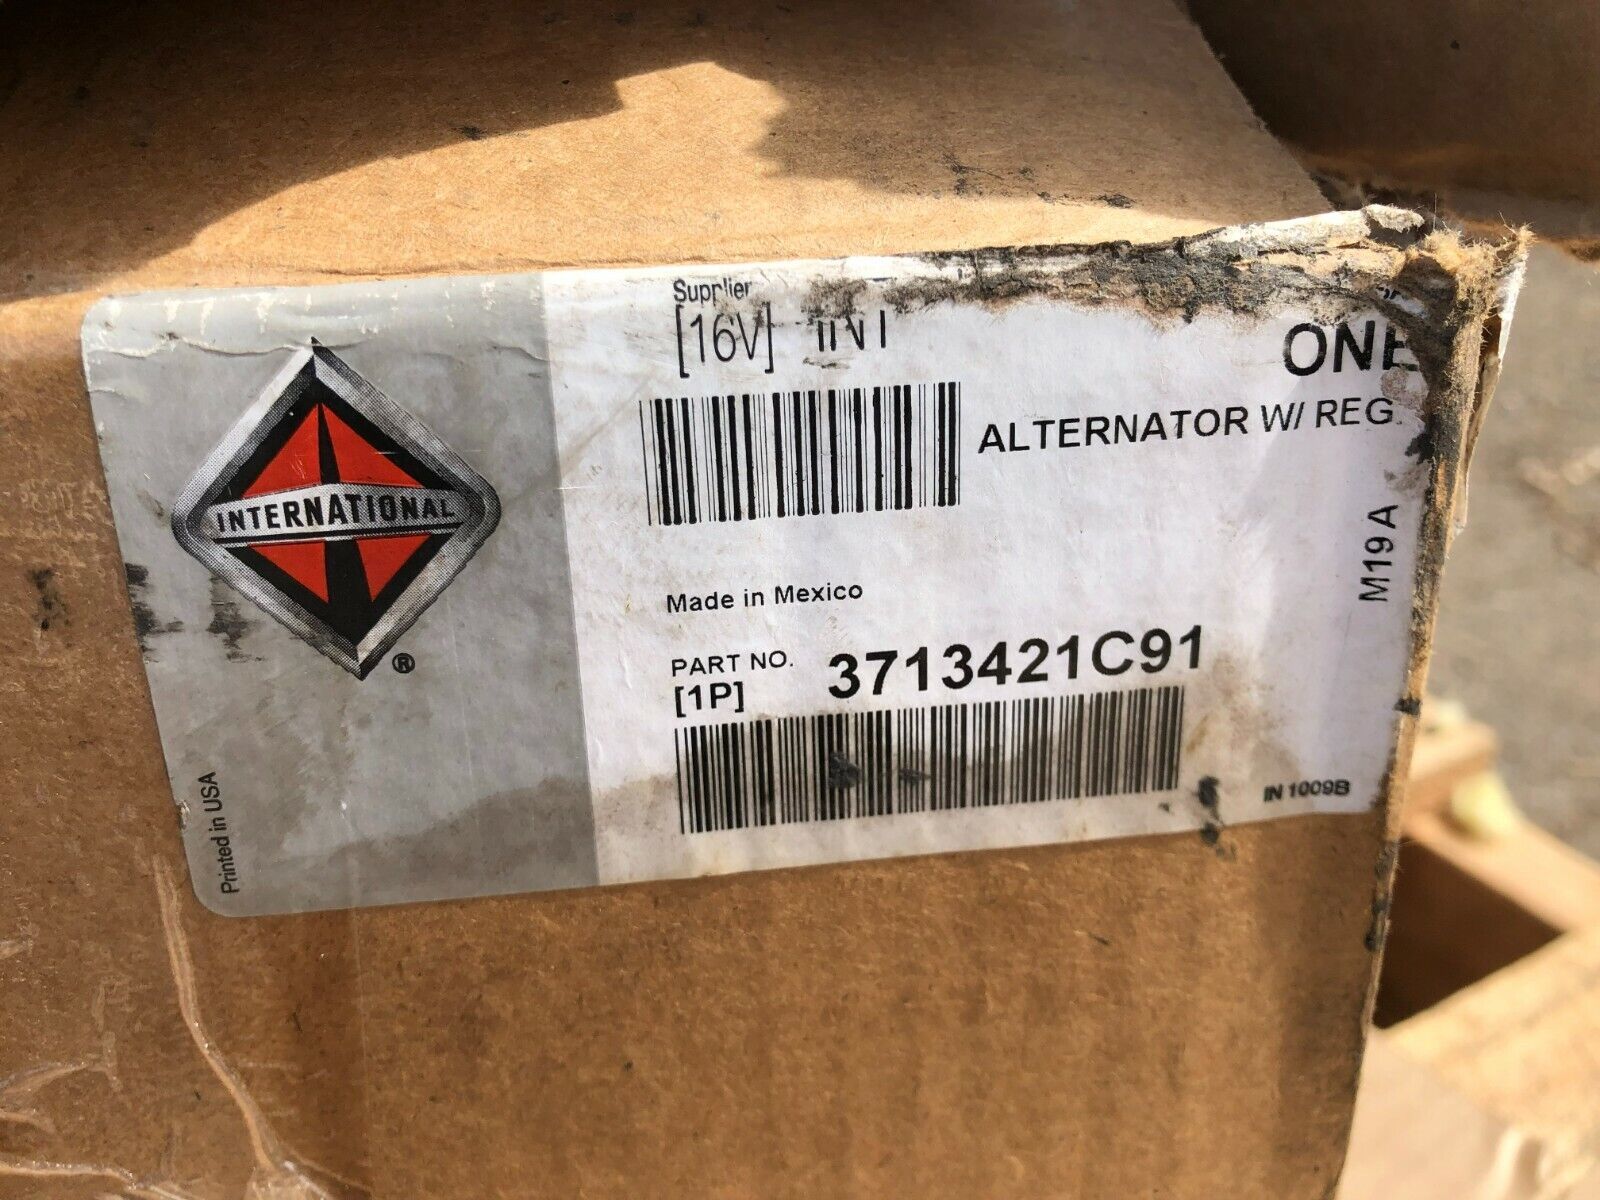 Supplier
[16V] INT
ONE
ALTERNATOR W/ REG.
M19 A
INTERNATIONAL
®
Made in Mexico
PART NO. 3713421C91
[1P]
IN 1009B
Printed in USA